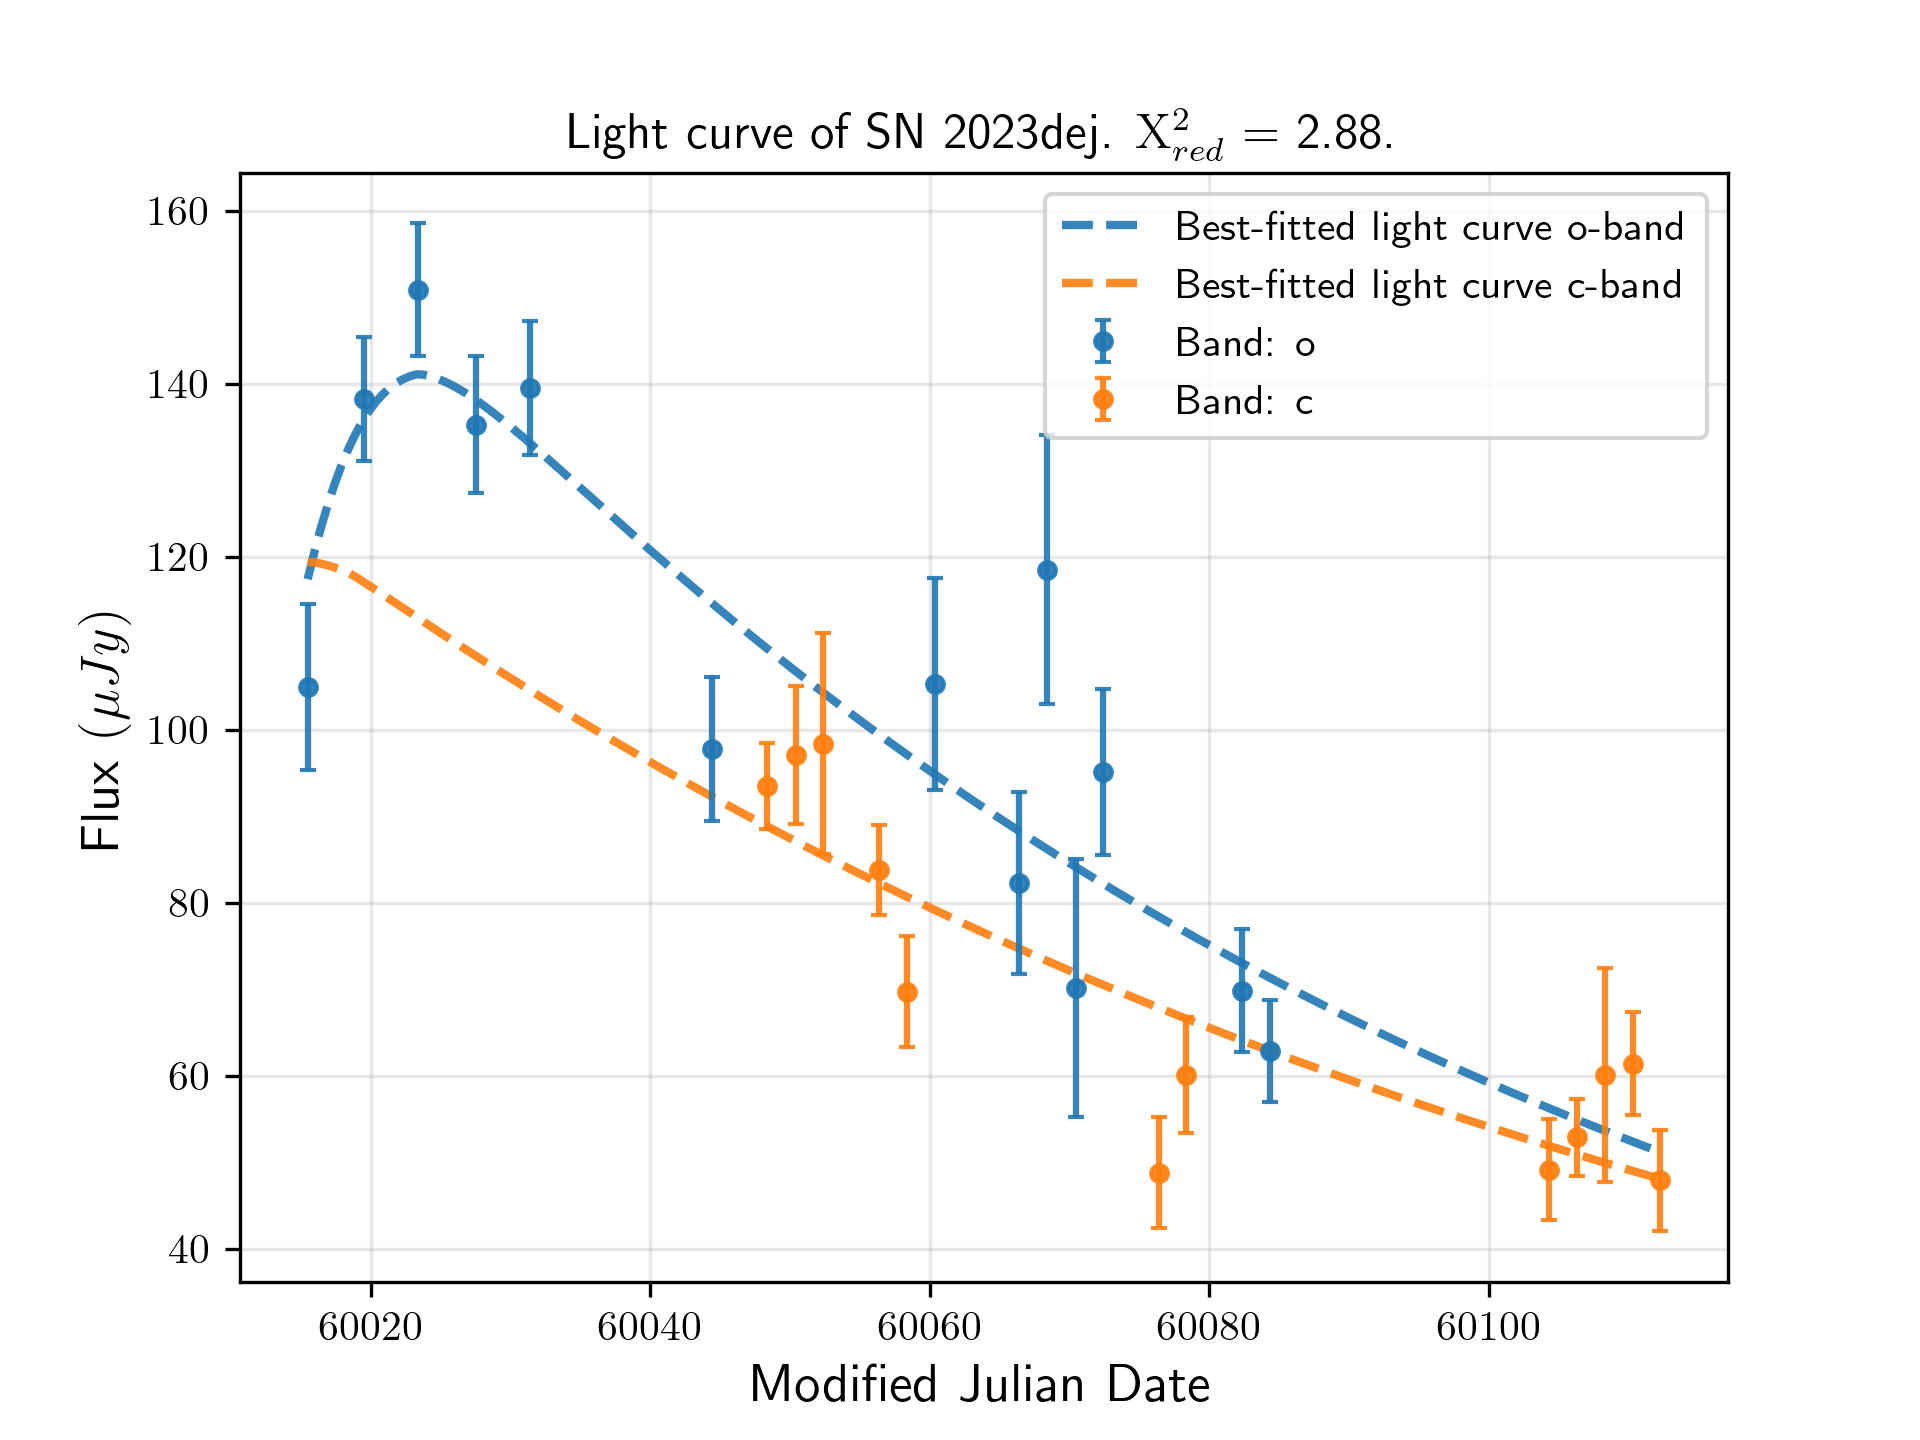 Light curve of SN 2023dej. X²_red = 2.88.
160
140
120
100
80
60
40
Flux (μJy)
Best-fitted light curve o-band
Best-fitted light curve c-band
Band: o
Band: c
60020 60040 60060 60080 60100
Modified Julian Date